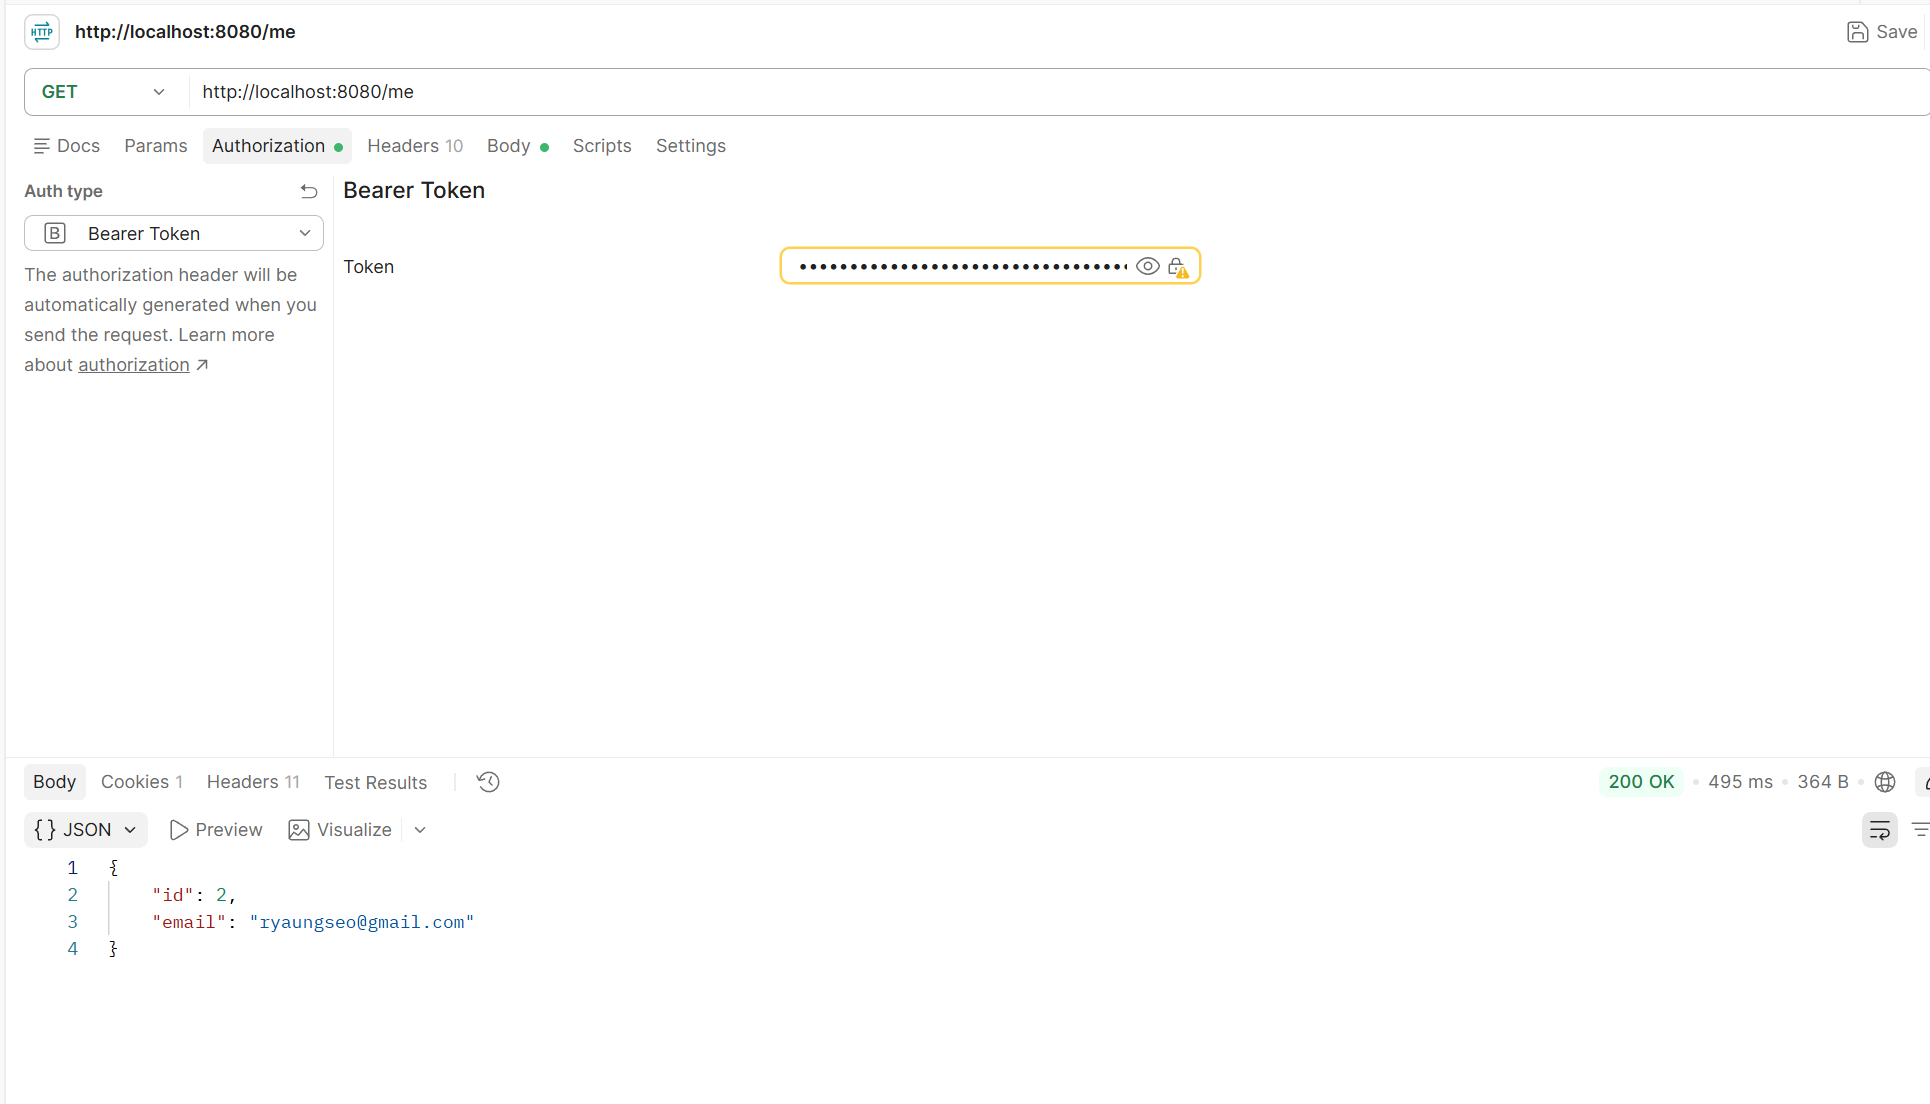 HTTP http://localhost:8080/me Save
GET http://localhost:8080/me
Docs Params Authorization Headers 10 Body Scripts Settings
Auth type
B Bearer Token
The authorization header will be
automatically generated when you
send the request. Learn more
about authorization
Bearer Token
Token
Body Cookies 1 Headers 11 Test Results 200 OK • 495 ms • 364 B •
{} JSON Preview Visualize
1 {
2 "id": 2,
3 "email": "ryaungseo@gmail.com"
4 }